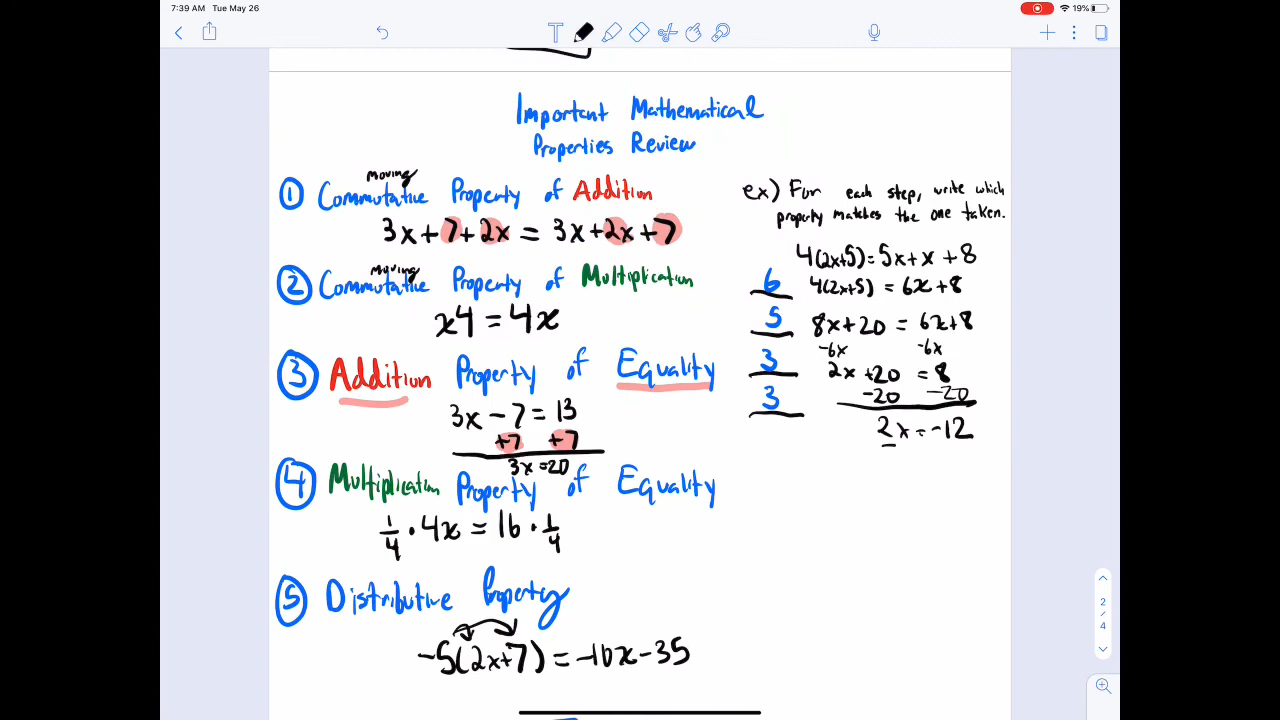 7:39 AM Tue May 26
19%
Important Mathematical
Properties Review
① Commutative Property of Addition
moving
3x + 7 + 2x = 3x + 2x + 7
② Commutative Property of Multiplication
moving
x4 = 4x
③ Addition Property of Equality
3x - 7 = 13
+7 +7
3x = 20
④ Multiplication Property of Equality
1/4 · 4x = 16 · 1/4
⑤ Distributive Property
-5(2x+7) = -10x - 35
ex) For each step, write which
property matches the one taken.
4(2x+5) = 5x + x + 8
6 4(2x+5) = 6x + 8
5 8x + 20 = 6x + 8
-6x -6x
3 2x + 20 = 8
-20 -20
3
2x = -12
2
4